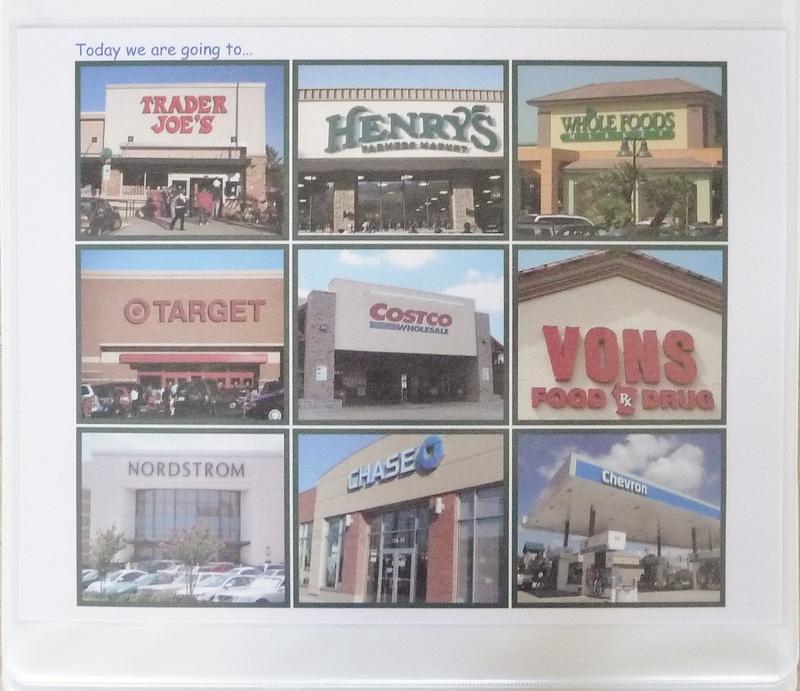 Today we are going to...
TRADER
JOE'S
HENRY'S
FARMERS MARKET
WHOLE FOODS
MARKET
TARGET
COSTCO
WHOLESALE
VONS
FOOD Rx DRUG
NORDSTROM
CHASE
Chevron